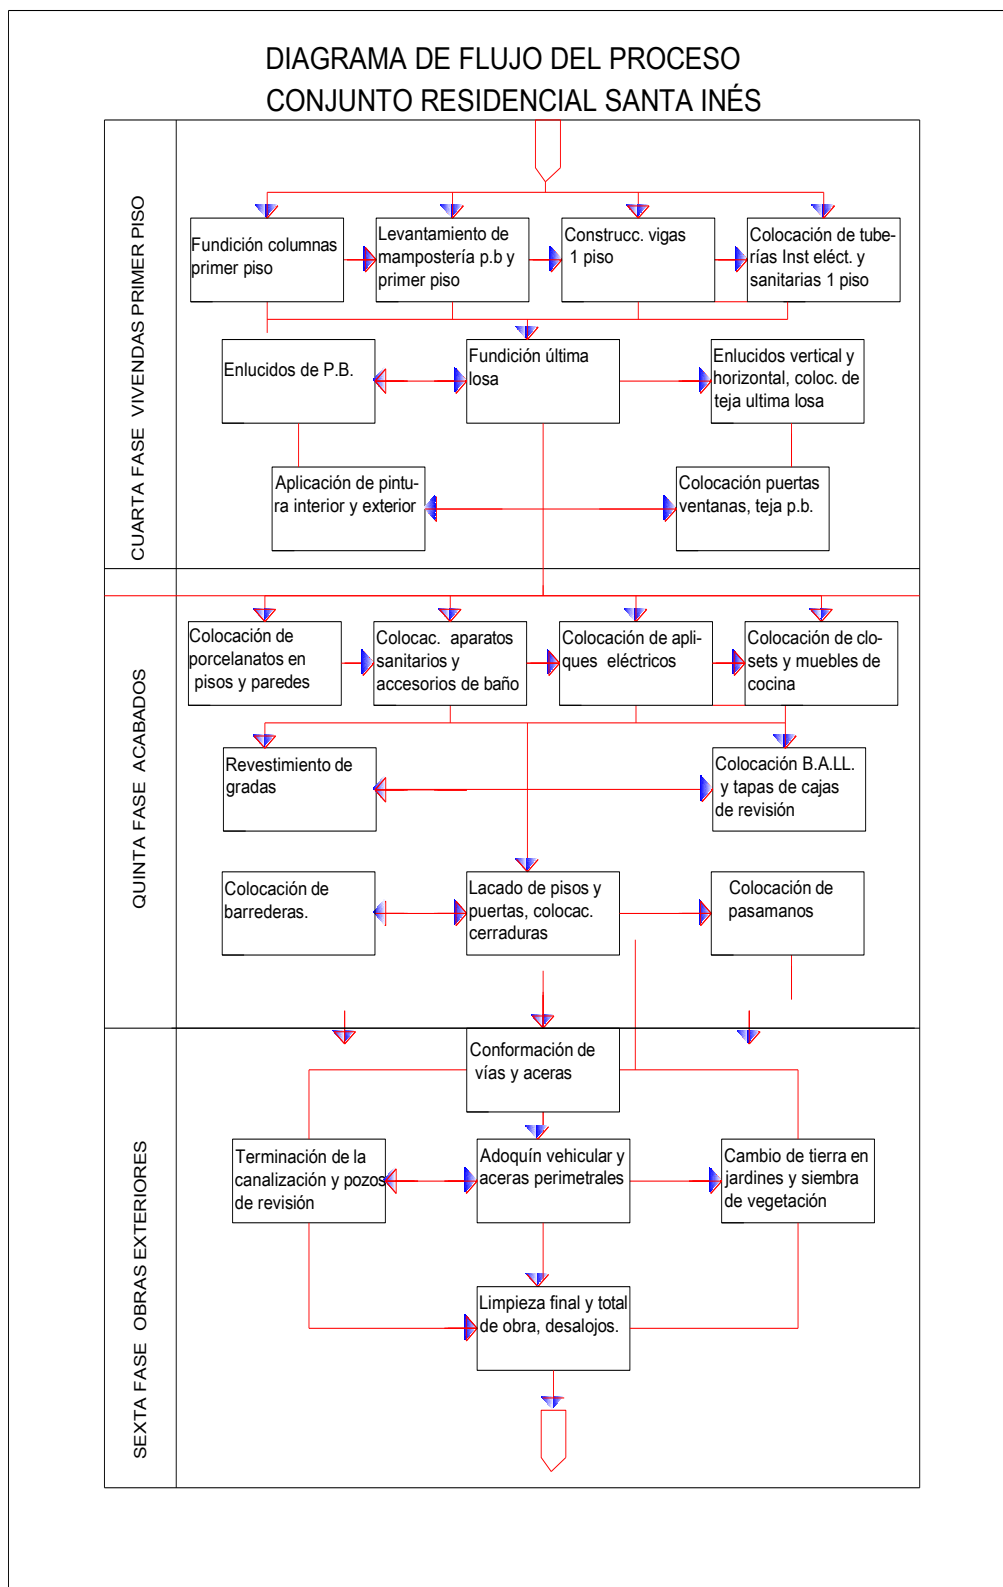 DIAGRAMA DE FLUJO DEL PROCESO
CONJUNTO RESIDENCIAL SANTA INÉS
CUARTA FASE VIVENDAS PRIMER PISO
Fundición columnas
primer piso
Levantamiento de
mampostería p.b y
primer piso
Construcc. vigas
1 piso
Colocación de tube-
rías Inst eléct. y
sanitarias 1 piso
Enlucidos de P.B.
Fundición última
losa
Enlucidos vertical y
horizontal, coloc. de
teja ultima losa
Aplicación de pintu-
ra interior y exterior
Colocación puertas
ventanas, teja p.b.
QUINTA FASE ACABADOS
Colocación de
porcelanatos en
pisos y paredes
Colocac. aparatos
sanitarios y
accesorios de baño
Colocación de apli-
ques eléctricos
Colocación de clo-
sets y muebles de
cocina
Revestimiento de
gradas
Colocación B.A.LL.
y tapas de cajas
de revisión
Colocación de
barrederas.
Lacado de pisos y
puertas, colocac.
cerraduras
Colocación de
pasamanos
SEXTA FASE OBRAS EXTERIORES
Conformación de
vías y aceras
Terminación de la
canalización y pozos
de revisión
Adoquín vehicular y
aceras perimetrales
Cambio de tierra en
jardines y siembra
de vegetación
Limpieza final y total
de obra, desalojos.